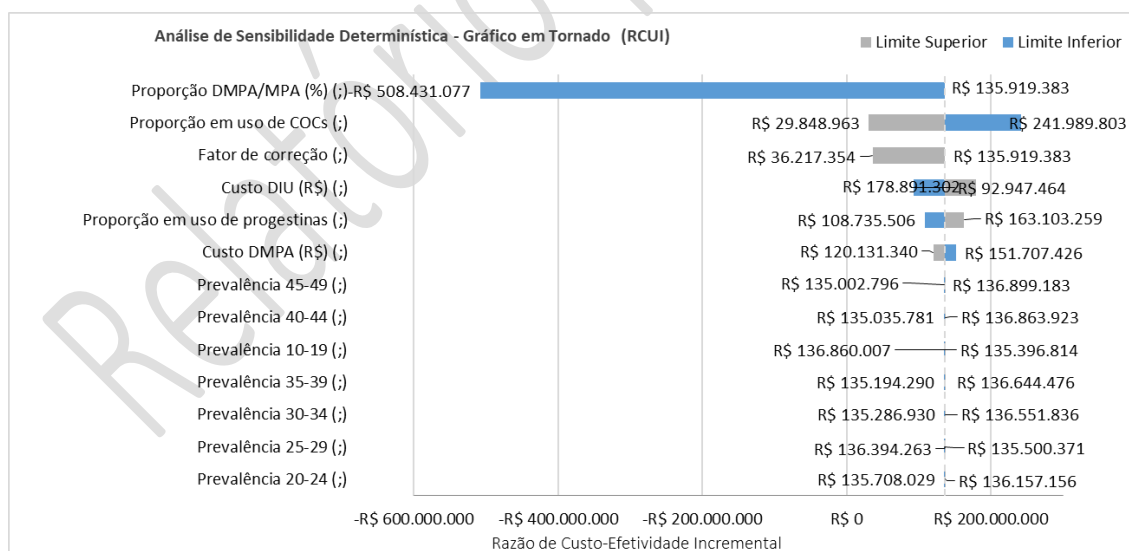 Análise de Sensibilidade Determinística - Gráfico em Tornado (RCUI)
Limite Superior Limite Inferior
Proporção DMPA/MPA (%) (;) -R$ 508.431.077 R$ 135.919.383
Proporção em uso de COCs (;) R$ 29.848.963 R$ 241.989.803
Fator de correção (;) R$ 36.217.354 R$ 135.919.383
Custo DIU (R$) (;) R$ 178.891.302 R$ 92.947.464
Proporção em uso de progestinas (;) R$ 108.735.506 R$ 163.103.259
Custo DMPA (R$) (;) R$ 120.131.340 R$ 151.707.426
Prevalência 45-49 (;) R$ 135.002.796 R$ 136.899.183
Prevalência 40-44 (;) R$ 135.035.781 R$ 136.863.923
Prevalência 10-19 (;) R$ 136.860.007 R$ 135.396.814
Prevalência 35-39 (;) R$ 135.194.290 R$ 136.644.476
Prevalência 30-34 (;) R$ 135.286.930 R$ 136.551.836
Prevalência 25-29 (;) R$ 136.394.263 R$ 135.500.371
Prevalência 20-24 (;) R$ 135.708.029 R$ 136.157.156
-R$ 600.000.000 -R$ 400.000.000 -R$ 200.000.000 R$ 0 R$ 200.000.000
Razão de Custo-Efetividade Incremental
Relatório